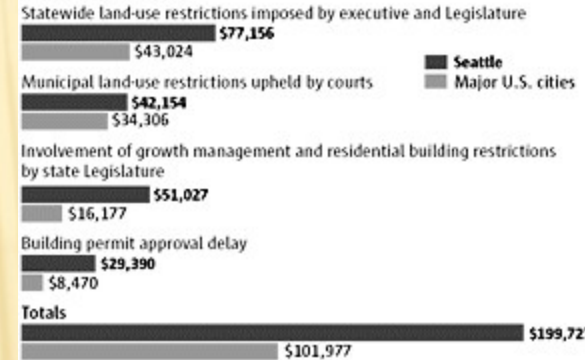 Statewide land-use restrictions imposed by executive and Legislature
$77,156
$43,024
Seattle
Major U.S. cities
Municipal land-use restrictions upheld by courts
$42,154
$34,306
Involvement of growth management and residential building restrictions
by state Legislature
$51,027
$16,177
Building permit approval delay
$29,390
$8,470
Totals
$101,977